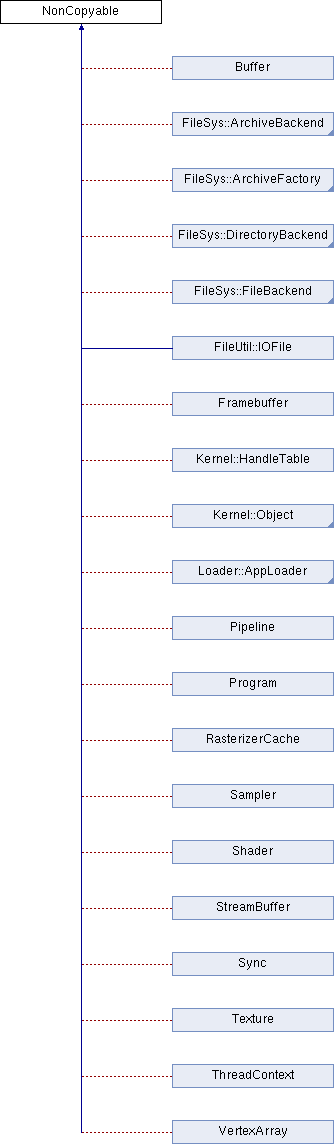 NonCopyable
Buffer
FileSys::ArchiveBackend
FileSys::ArchiveFactory
FileSys::DirectoryBackend
FileSys::FileBackend
FileUtil::IOFile
Framebuffer
Kernel::HandleTable
Kernel::Object
Loader::AppLoader
Pipeline
Program
RasterizerCache
Sampler
Shader
StreamBuffer
Sync
Texture
ThreadContext
VertexArray